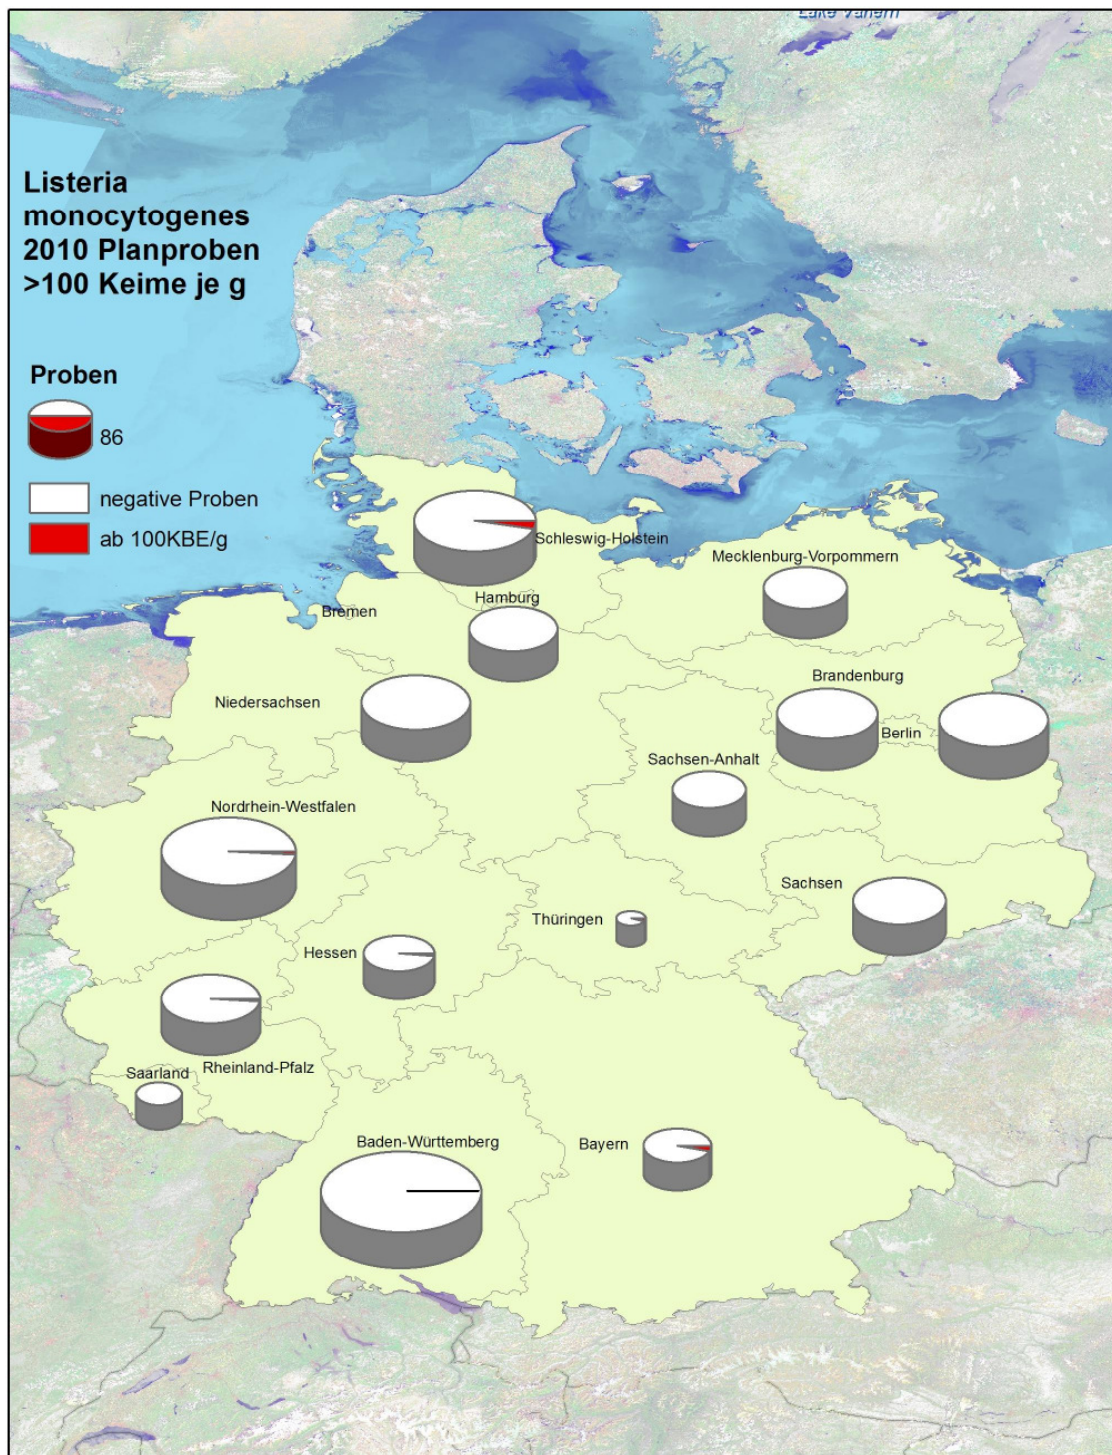 Lake Vänern
Listeria
monocytogenes
2010 Planproben
>100 Keime je g
Proben
86
negative Proben
ab 100KBE/g
Schleswig-Holstein
Mecklenburg-Vorpommern
Hamburg
Bremen
Brandenburg
Niedersachsen
Berlin
Sachsen-Anhalt
Nordrhein-Westfalen
Sachsen
Thüringen
Hessen
Rheinland-Pfalz
Saarland
Baden-Württemberg
Bayern